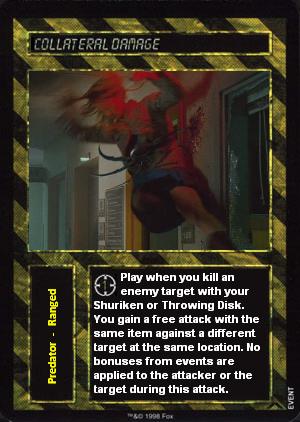 COLLATERAL DAMAGE
Predator - Ranged
Play when you kill an
enemy target with your
Shuriken or Throwing Disk.
You gain a free attack with the
same item against a different
target at the same location. No
bonuses from events are
applied to the attacker or the
target during this attack.
EVENT
™&© 1998 Fox